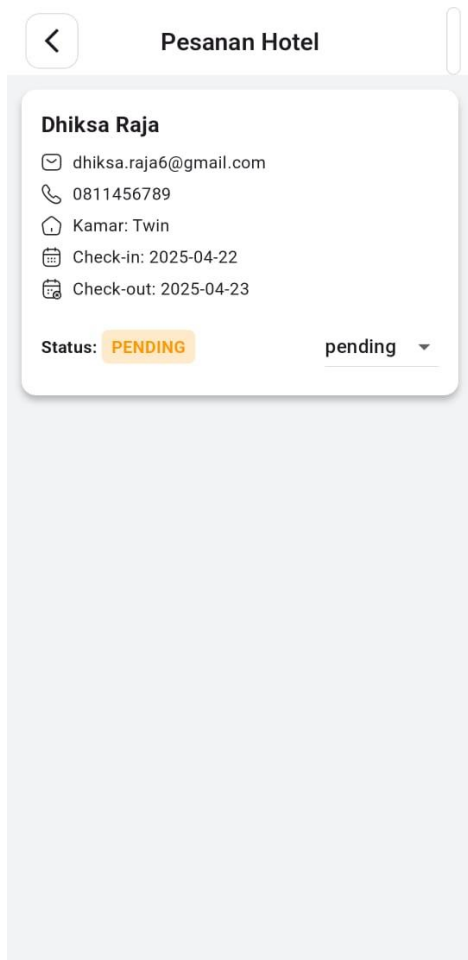 Pesanan Hotel
Dhiksa Raja
dhiksa.raja6@gmail.com
0811456789
Kamar: Twin
Check-in: 2025-04-22
Check-out: 2025-04-23
Status: PENDING pending